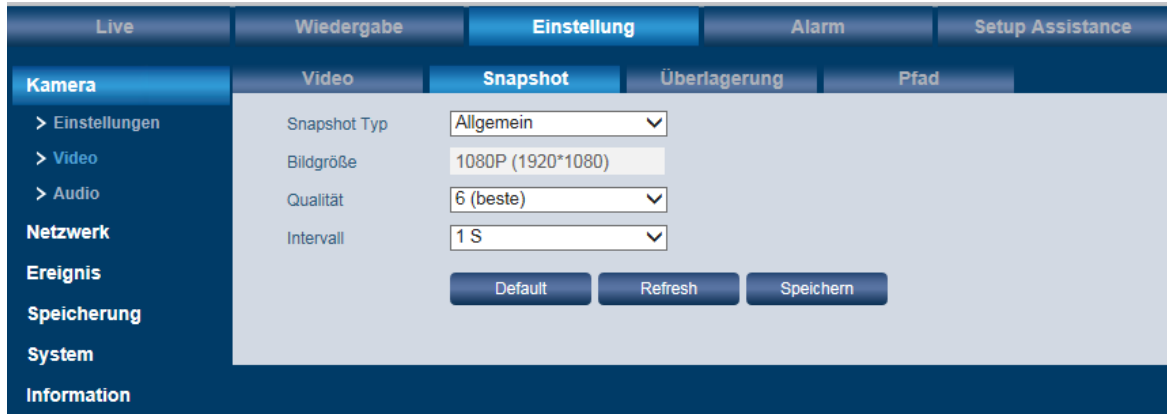 Live Wiedergabe Einstellung Alarm Setup Assistance
Kamera
> Einstellungen
> Video
> Audio
Netzwerk
Ereignis
Speicherung
System
Information
Video Snapshot Überlagerung Pfad
Snapshot Typ Allgemein
Bildgröße 1080P (1920*1080)
Qualität 6 (beste)
Intervall 1 S
Default Refresh Speichern